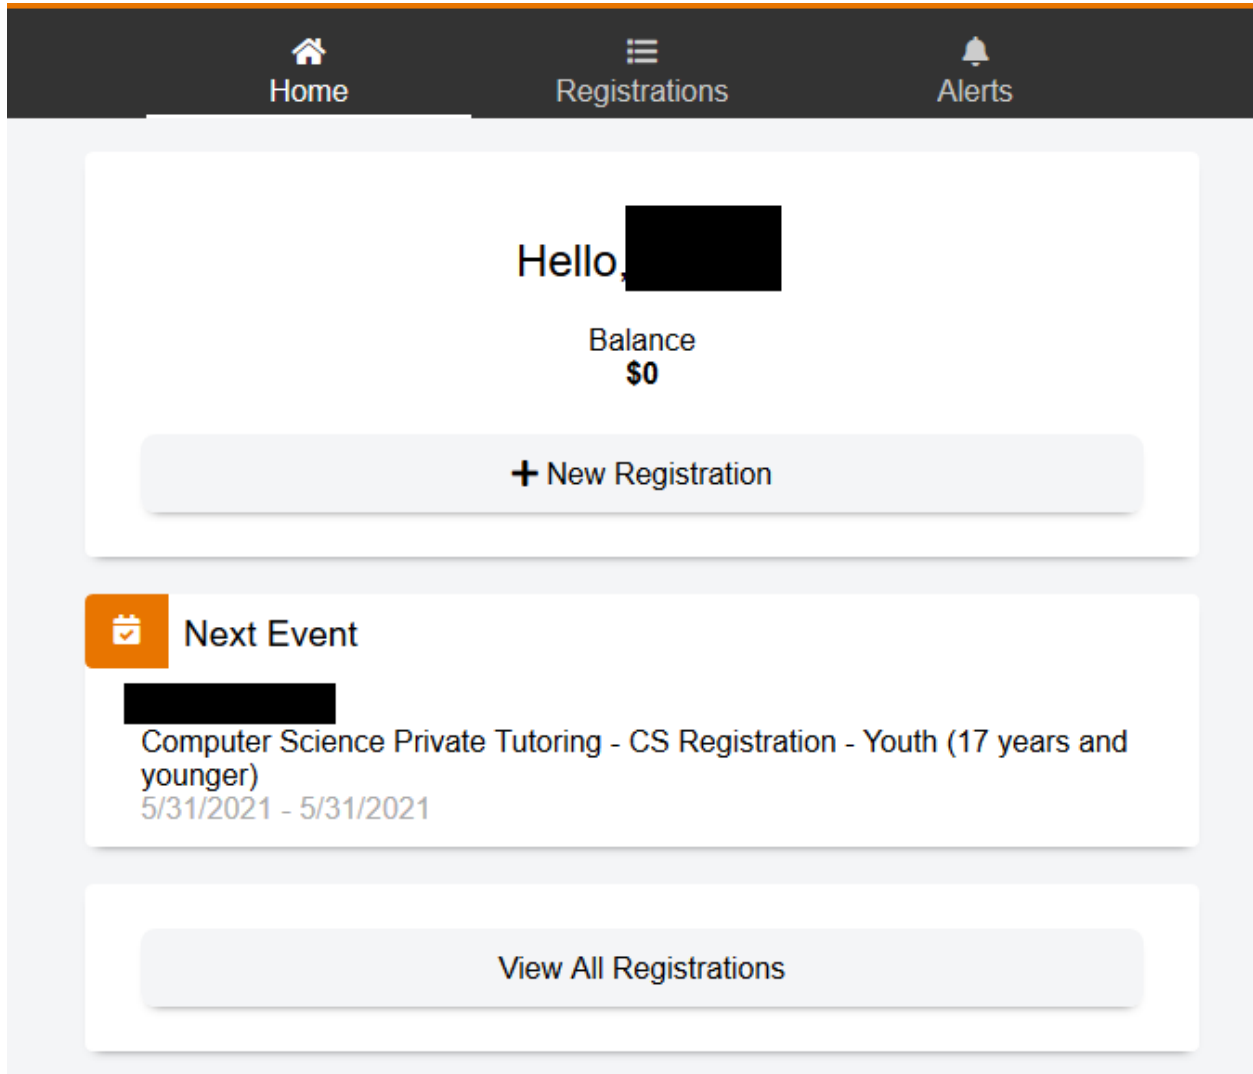 Home
Registrations
Alerts
Hello,
Balance
$0
New Registration
Next Event
Computer Science Private Tutoring - CS Registration - Youth (17 years and
younger)
5/31/2021 - 5/31/2021
View All Registrations